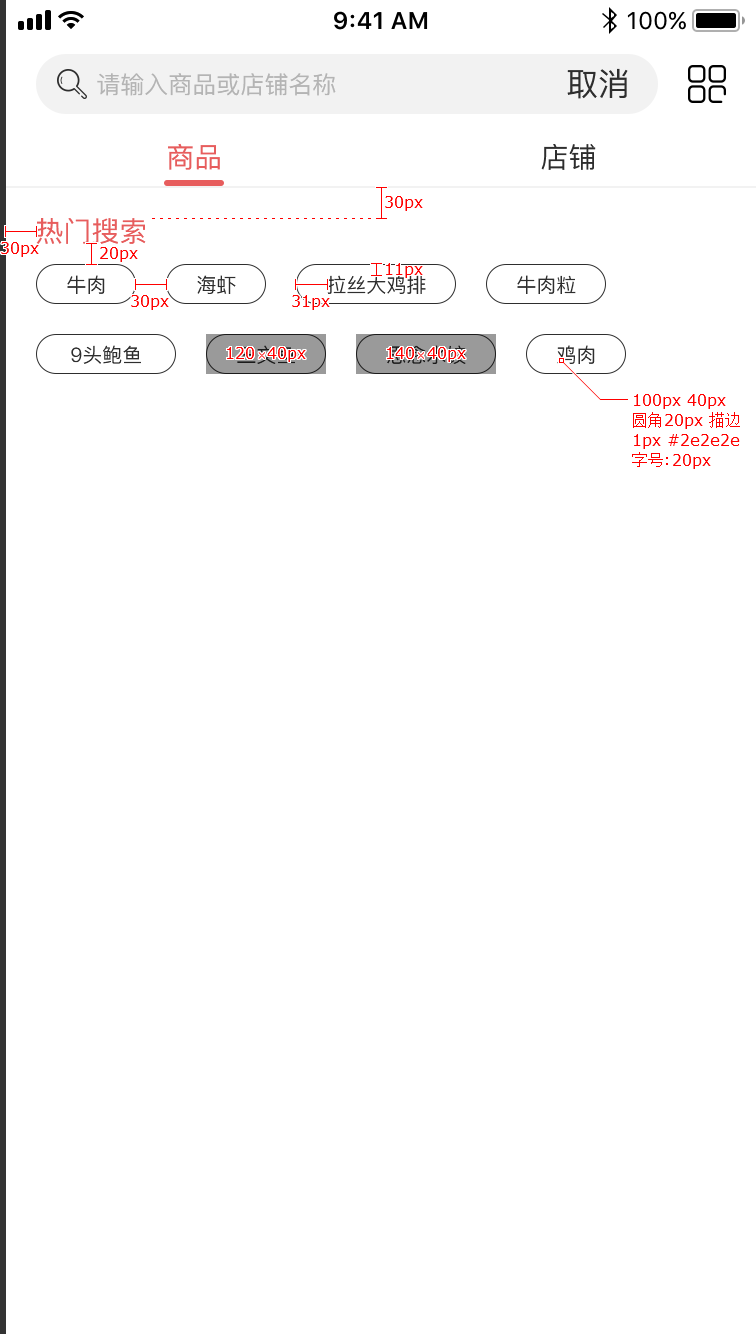 9:41 AM 100%
请输入商品或店铺名称 取消
商品 店铺
30px
热门搜索
30px
20px
牛肉 海虾 拉丝大鸡排 牛肉粒
11px
30px 31px
9头鲍鱼 120×40px 140×40px 鸡肉
100px 40px
圆角20px 描边
1px #2e2e2e
字号:20px